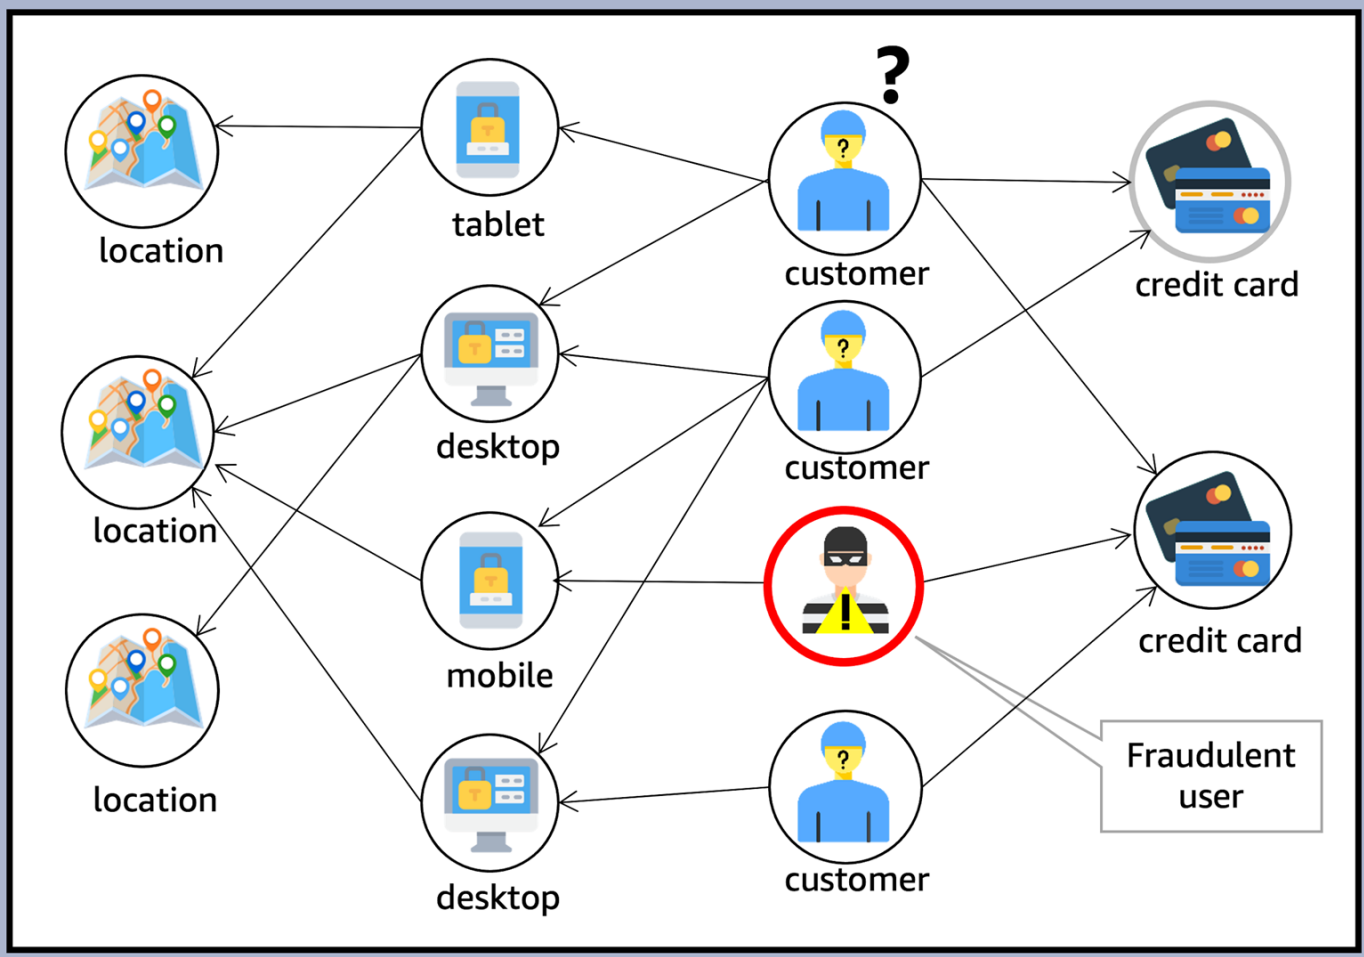 ?
?
tablet
location
customer
credit card
?
desktop
customer
location
!
mobile
credit card
Fraudulent
user
?
location
customer
desktop